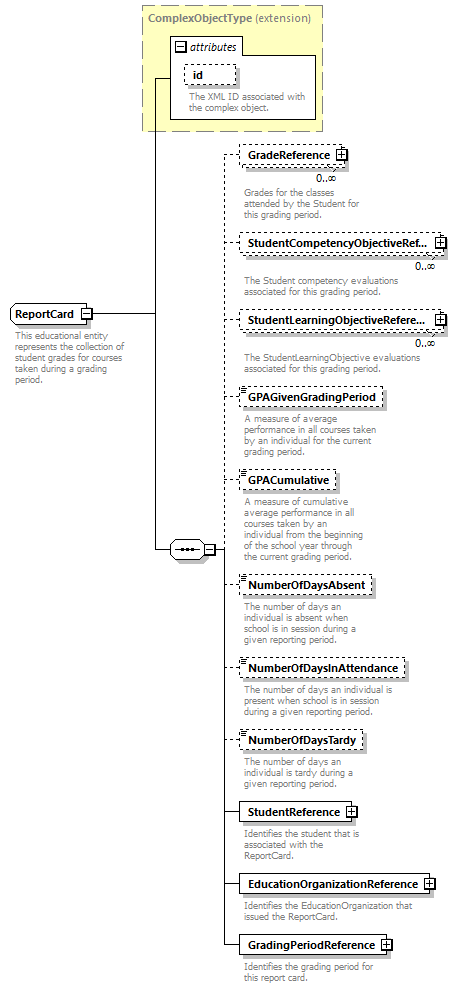 ComplexObjectType (extension)
attributes
id
The XML ID associated with
the complex object.
GradeReference
0..∞
Grades for the classes
attended by the Student for
this grading period.
StudentCompetencyObjectiveRef...
0..∞
The Student competency evaluations
associated for this grading period.
ReportCard
This educational entity
represents the collection of
student grades for courses
taken during a grading
period.
StudentLearningObjectiveRefere...
0..∞
The StudentLearningObjective evaluations
associated for this grading period.
GPAGivenGradingPeriod
A measure of average
performance in all courses taken
by an individual for the current
grading period.
GPACumulative
A measure of cumulative
average performance in all
courses taken by an
individual from the beginning
of the school year through
the current grading period.
NumberOfDaysAbsent
The number of days an
individual is absent when
school is in session during a
given reporting period.
NumberOfDaysInAttendance
The number of days an individual is
present when school is in session
during a given reporting period.
NumberOfDaysTardy
The number of days an
individual is tardy during a
given reporting period.
StudentReference
Identifies the student that is
associated with the
ReportCard.
EducationOrganizationReference
Identifies the EducationOrganization that
issued the ReportCard.
GradingPeriodReference
Identifies the grading period for
this report card.